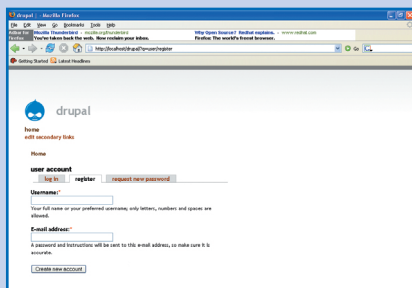 drupal | - Mozilla Firefox
File Edit View Go Bookmarks Tools Help
Mozilla Thunderbird - mozilla.org/thunderbird
You've taken back the web. Now reclaim your inbox.
Why Open Source? RedHat explains. - www.redhat.com
Firefox: The world's freest browser.
http://localhost/drupal/?q=user/register
Go
Getting Started Latest Headlines
drupal
home
edit secondary links
Home
user account
log in register request new password
Username:*
Your full name or your preferred username; only letters, numbers and spaces are
allowed.
E-mail address:*
A password and instructions will be sent to this e-mail address, so make sure it is
accurate.
Create new account